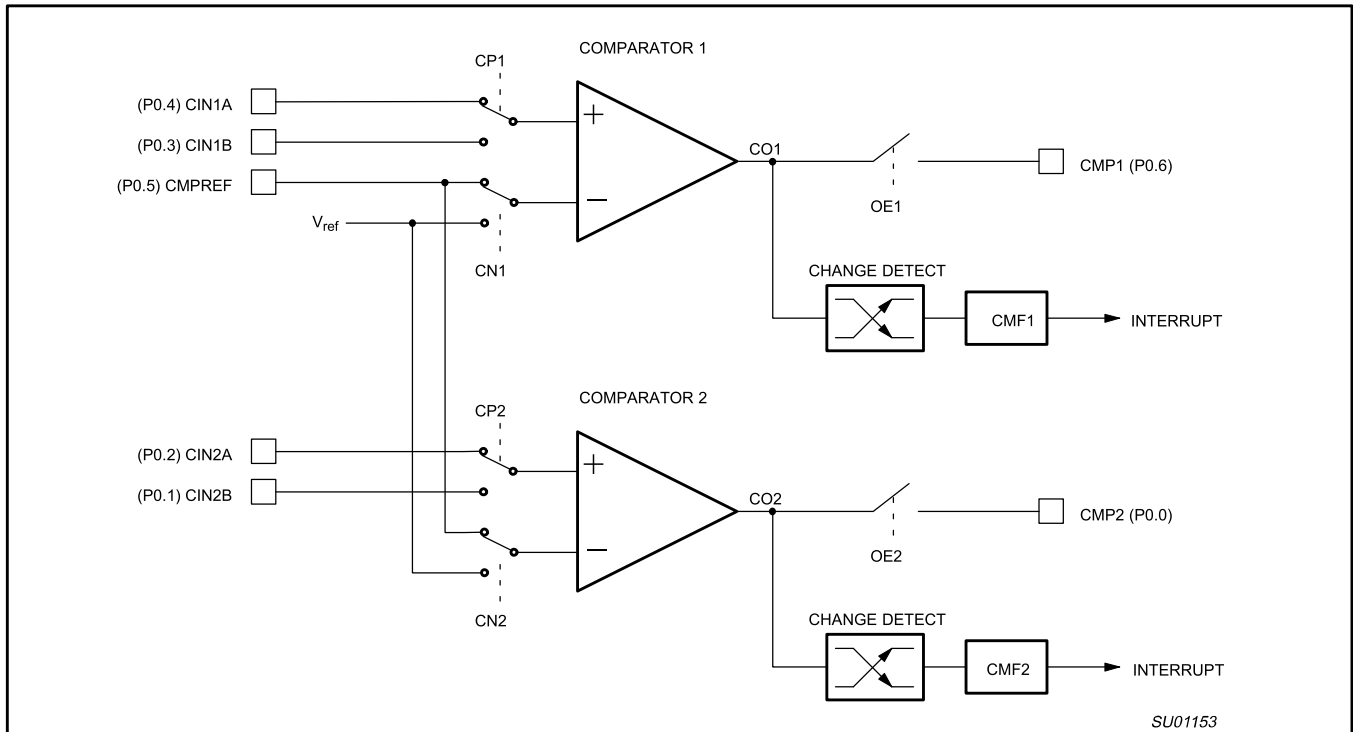 COMPARATOR 1
CP1
(P0.4) CIN1A
+
(P0.3) CIN1B
CO1
CMP1 (P0.6)
(P0.5) CMPREF
−
OE1
Vref
CN1
CHANGE DETECT
CMF1
INTERRUPT
COMPARATOR 2
CP2
(P0.2) CIN2A
+
(P0.1) CIN2B
CO2
CMP2 (P0.0)
−
OE2
CN2
CHANGE DETECT
CMF2
INTERRUPT
SU01153